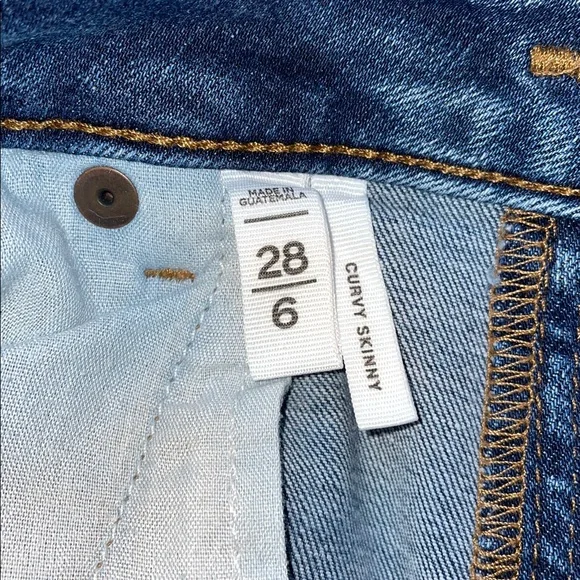 MADE IN
GUATEMALA
28
6
CURVY SKINNY